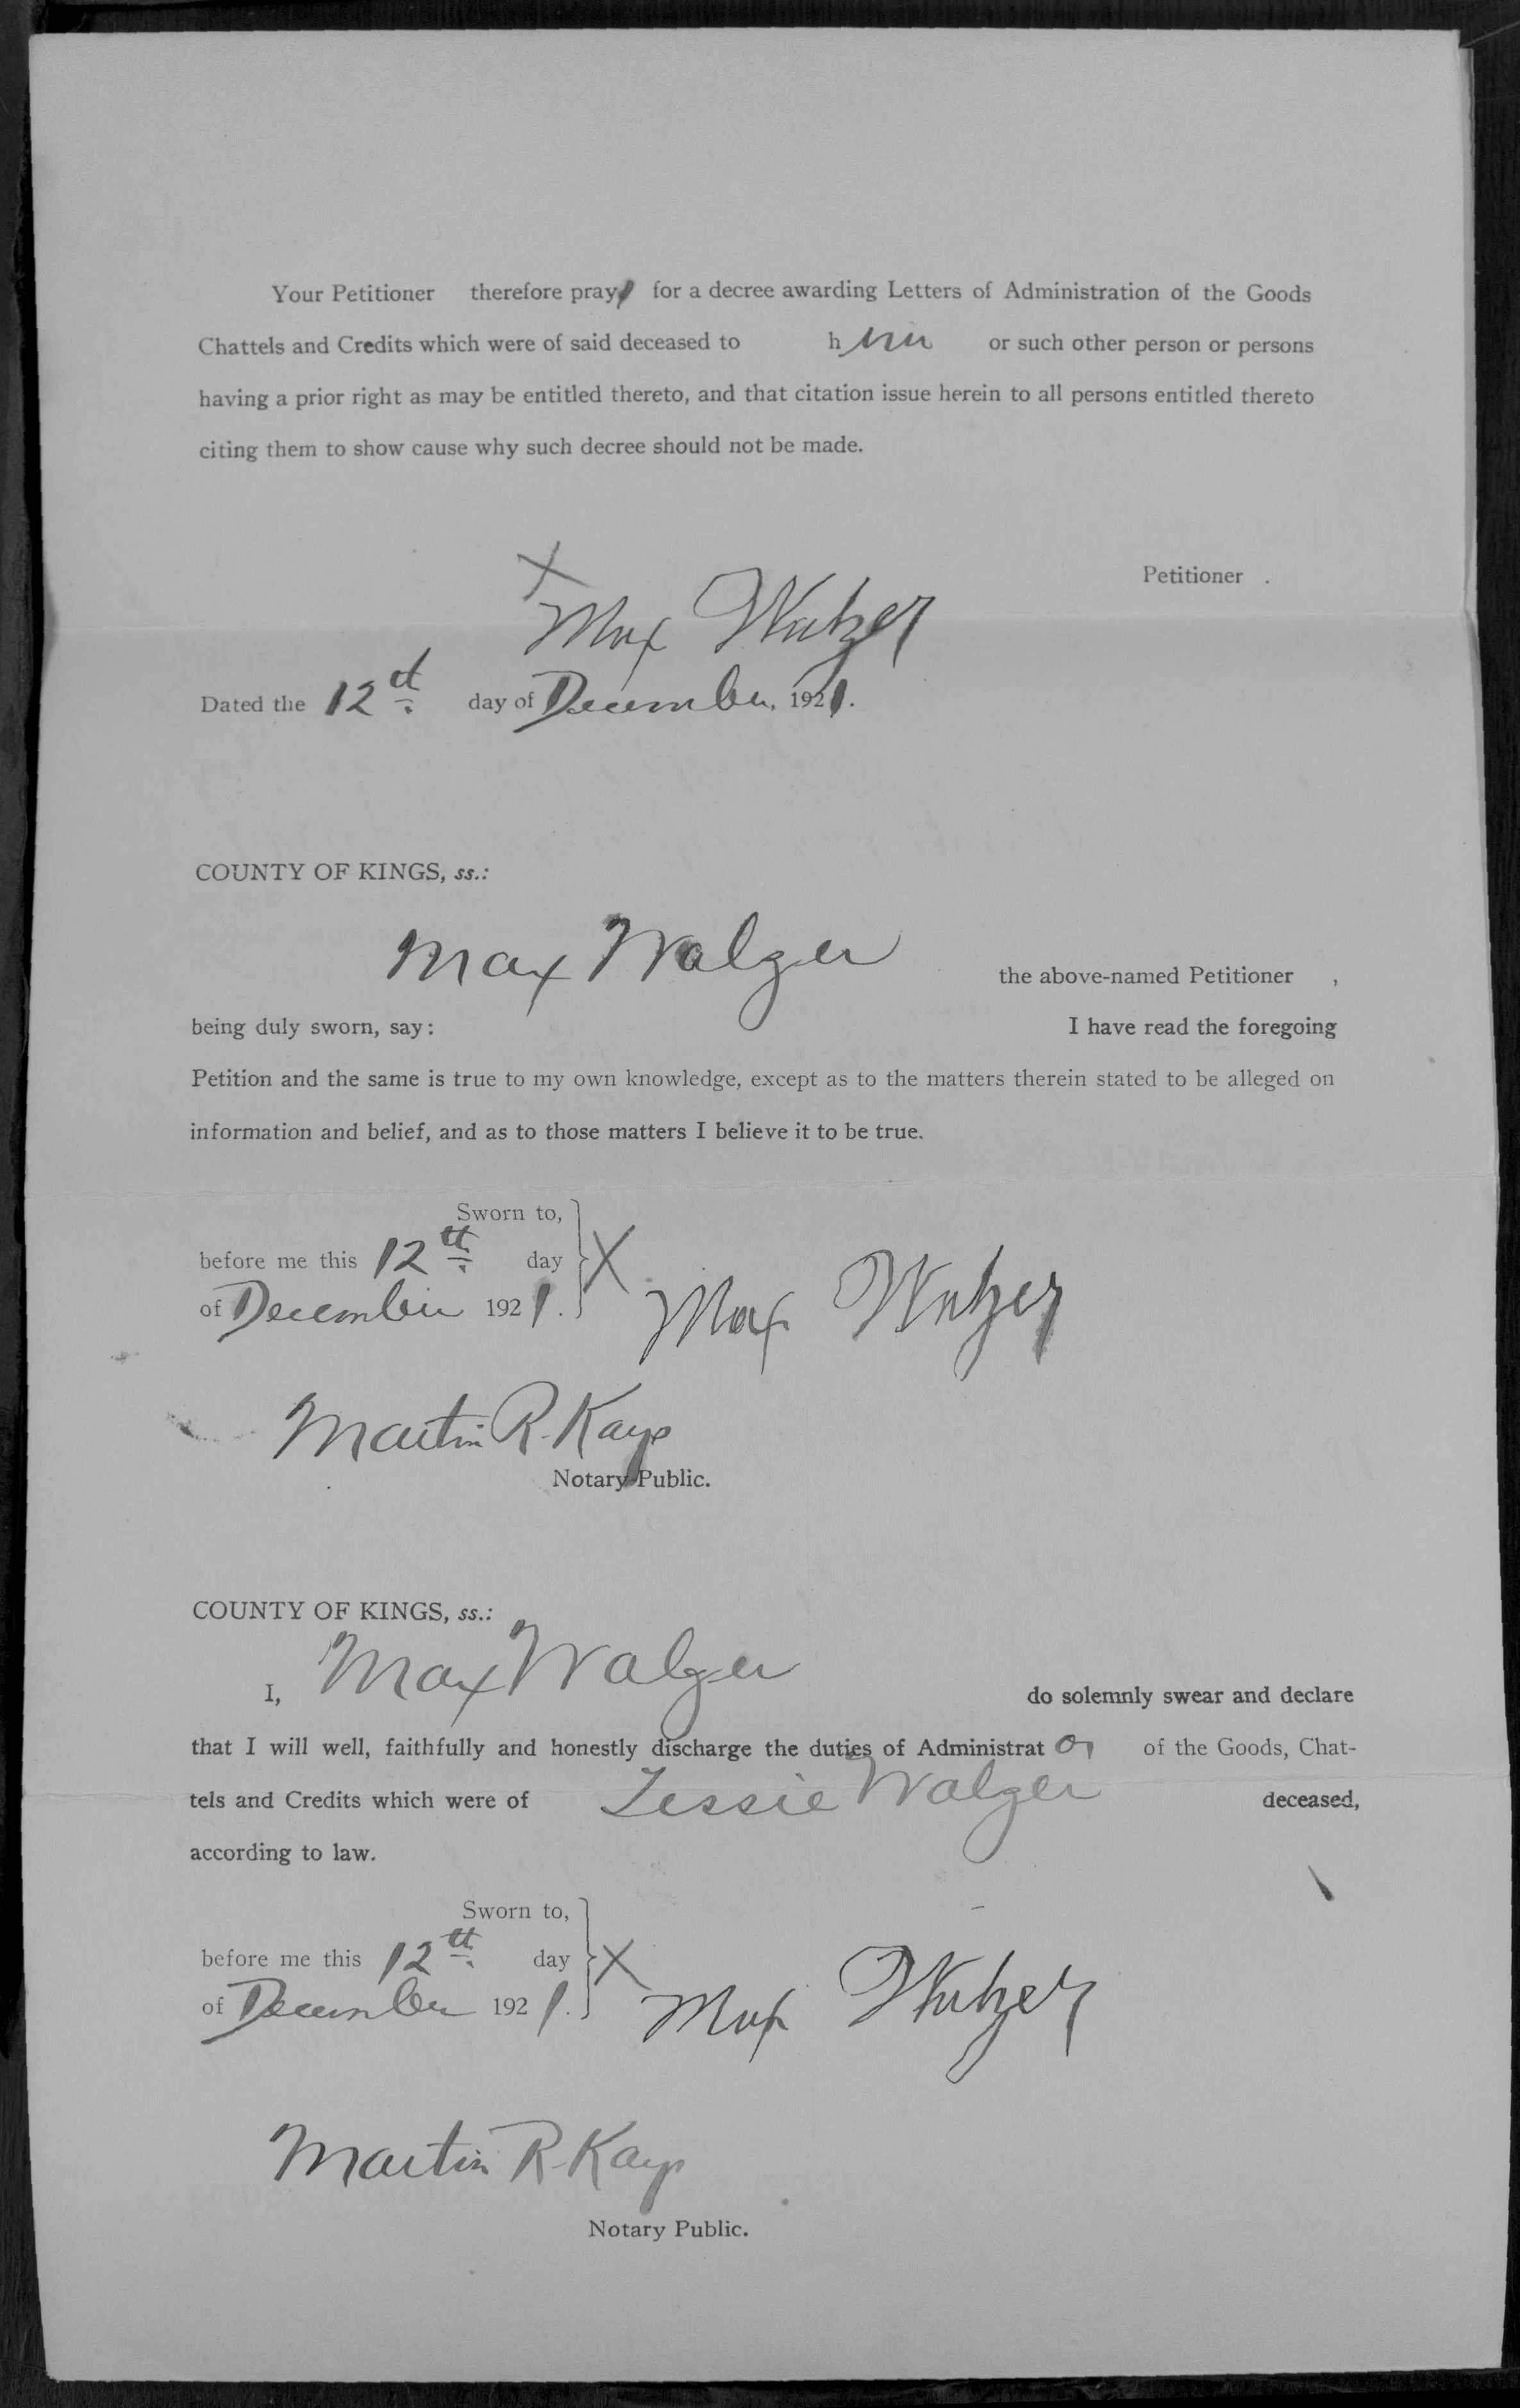 Your Petitioner therefore prays for a decree awarding Letters of Administration of the Goods
Chattels and Credits which were of said deceased to him or such other person or persons
having a prior right as may be entitled thereto, and that citation issue herein to all persons entitled thereto
citing them to show cause why such decree should not be made.
Petitioner .
X
Max Walzer
Dated the 12th day of December, 1921.
COUNTY OF KINGS, ss.:
Max Walzer the above-named Petitioner ,
being duly sworn, say: I have read the foregoing
Petition and the same is true to my own knowledge, except as to the matters therein stated to be alleged on
information and belief, and as to those matters I believe it to be true.
Sworn to,
before me this 12th day
of December 1921. X Max Walzer
Martin R. Kays
Notary Public.
COUNTY OF KINGS, ss.:
I, Max Walzer do solemnly swear and declare
that I will well, faithfully and honestly discharge the duties of Administrator of the Goods, Chat-
tels and Credits which were of Tessie Walzer deceased,
according to law.
Sworn to,
before me this 12th day
of December 1921. X Max Walzer
Martin R. Kays
Notary Public.